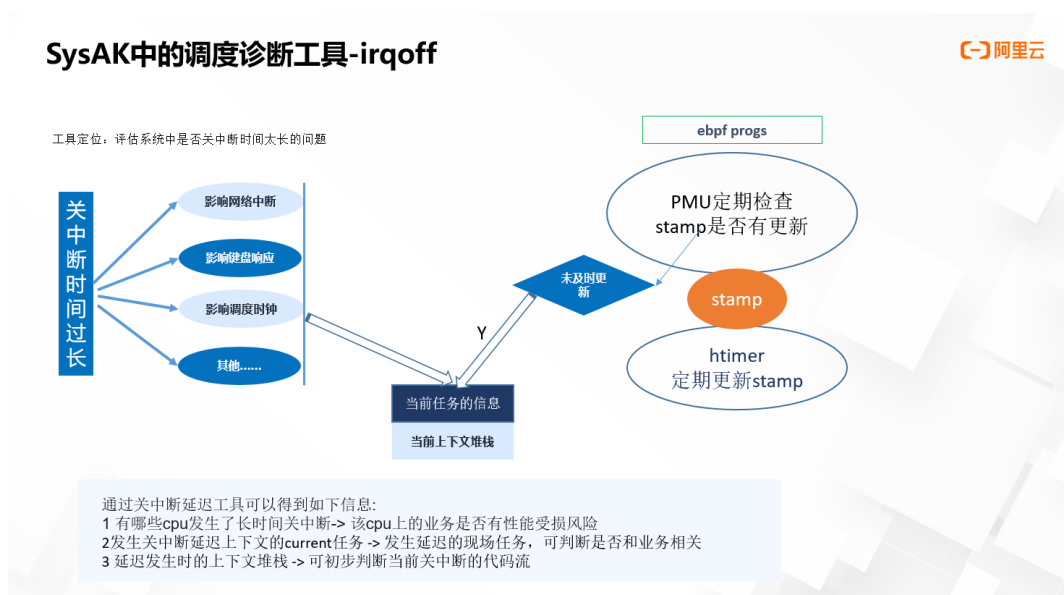 SysAK中的调度诊断工具-irqoff
阿里云
工具定位：评估系统中是否关中断时间太长的问题
关中断时间过长
影响网络中断
影响键盘响应
影响调度时钟
其他......
ebpf progs
PMU定期检查
stamp是否有更新
未及时更
新
stamp
Y
htimer
定期更新stamp
当前任务的信息
当前上下文堆栈
通过关中断延迟工具可以得到如下信息:
1 有哪些cpu发生了长时间关中断-> 该cpu上的业务是否有性能受损风险
2发生关中断延迟上下文的current任务 -> 发生延迟的现场任务，可判断是否和业务相关
3 延迟发生时的上下文堆栈 -> 可初步判断当前关中断的代码流